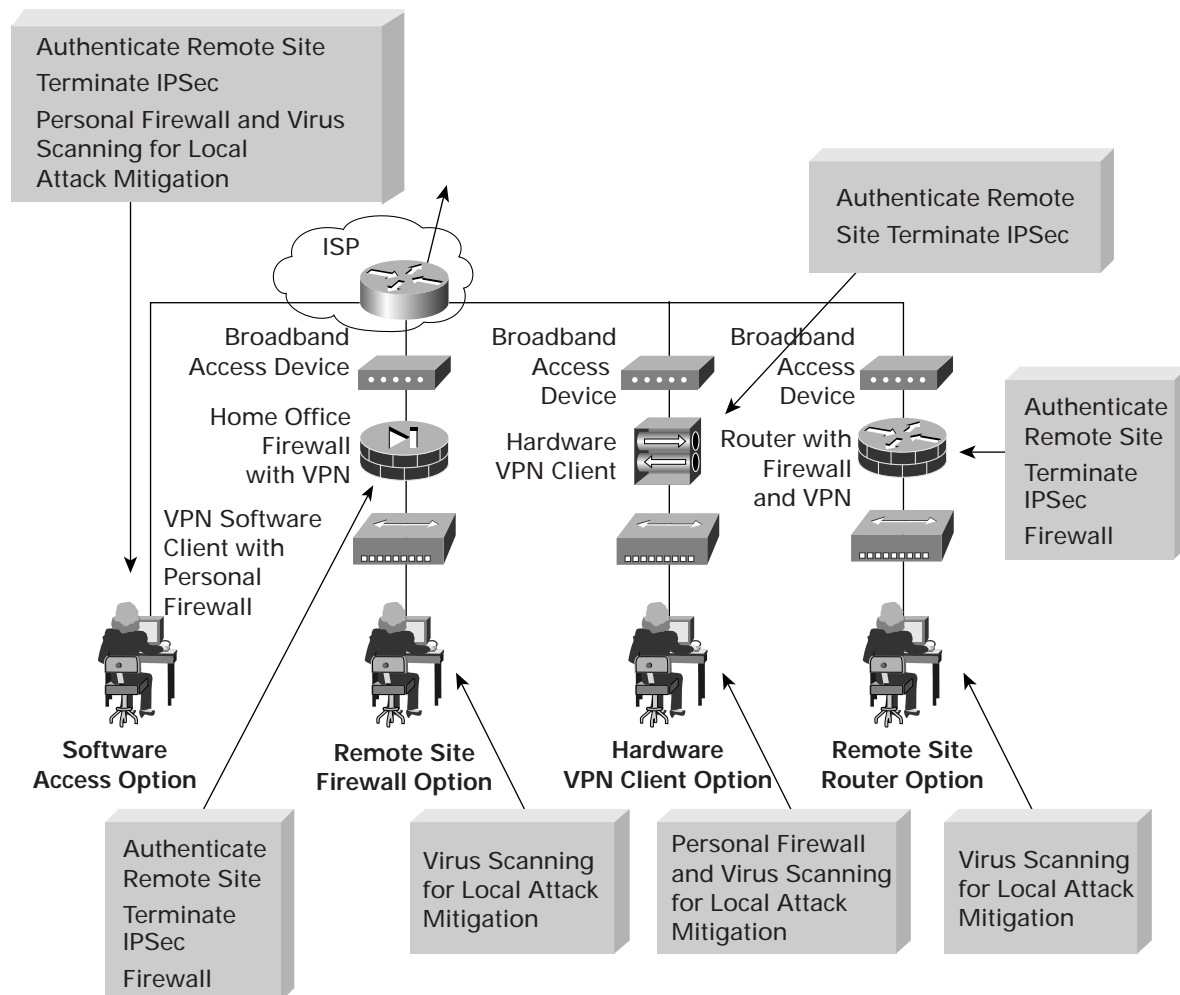 Authenticate Remote Site
Terminate IPSec
Personal Firewall and Virus
Scanning for Local
Attack Mitigation
Authenticate Remote
Site Terminate IPSec
ISP
Broadband
Access Device
Broadband
Access
Device
Broadband
Access
Device
Home Office
Firewall
with VPN
Hardware
VPN Client
Router with
Firewall
and VPN
Authenticate
Remote Site
Terminate
IPSec
Firewall
VPN Software
Client with
Personal
Firewall
Software
Access Option
Remote Site
Firewall Option
Hardware
VPN Client Option
Remote Site
Router Option
Authenticate
Remote Site
Terminate
IPSec
Firewall
Virus Scanning
for Local Attack
Mitigation
Personal Firewall
and Virus Scanning
for Local Attack
Mitigation
Virus Scanning
for Local Attack
Mitigation